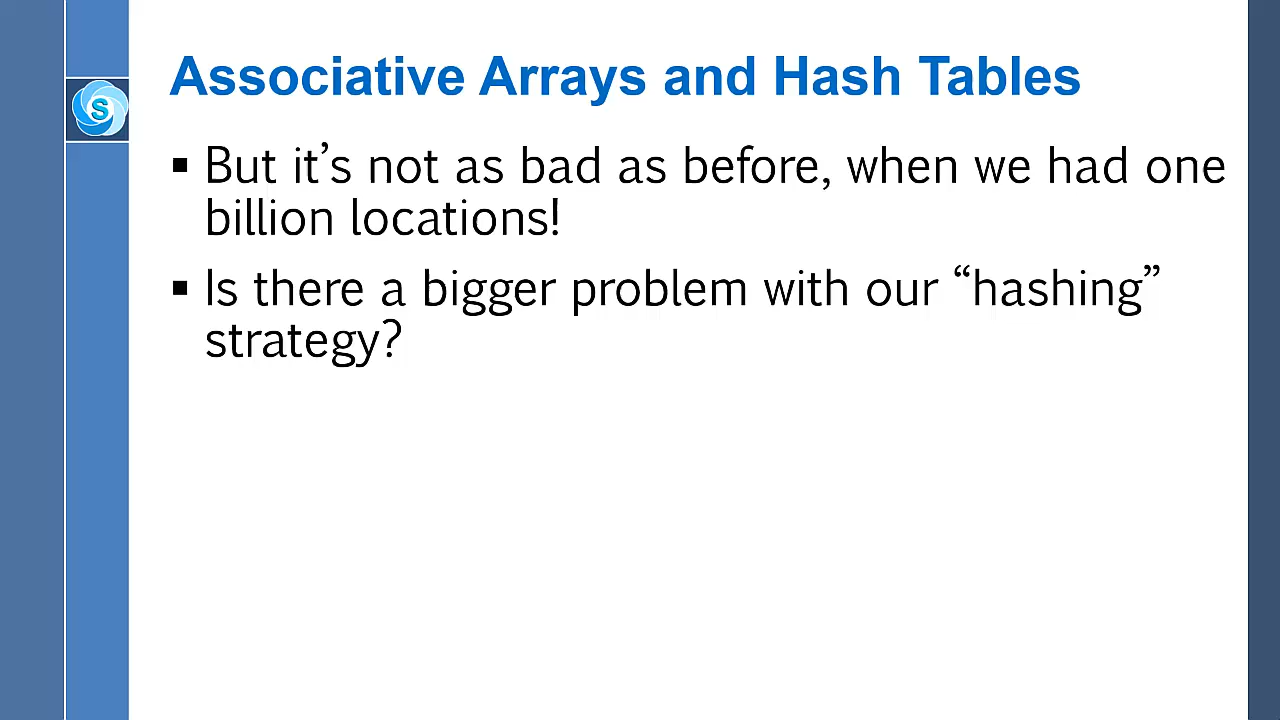 Associative Arrays and Hash Tables
S
▪ But it’s not as bad as before, when we had one
billion locations!
▪ Is there a bigger problem with our “hashing”
strategy?